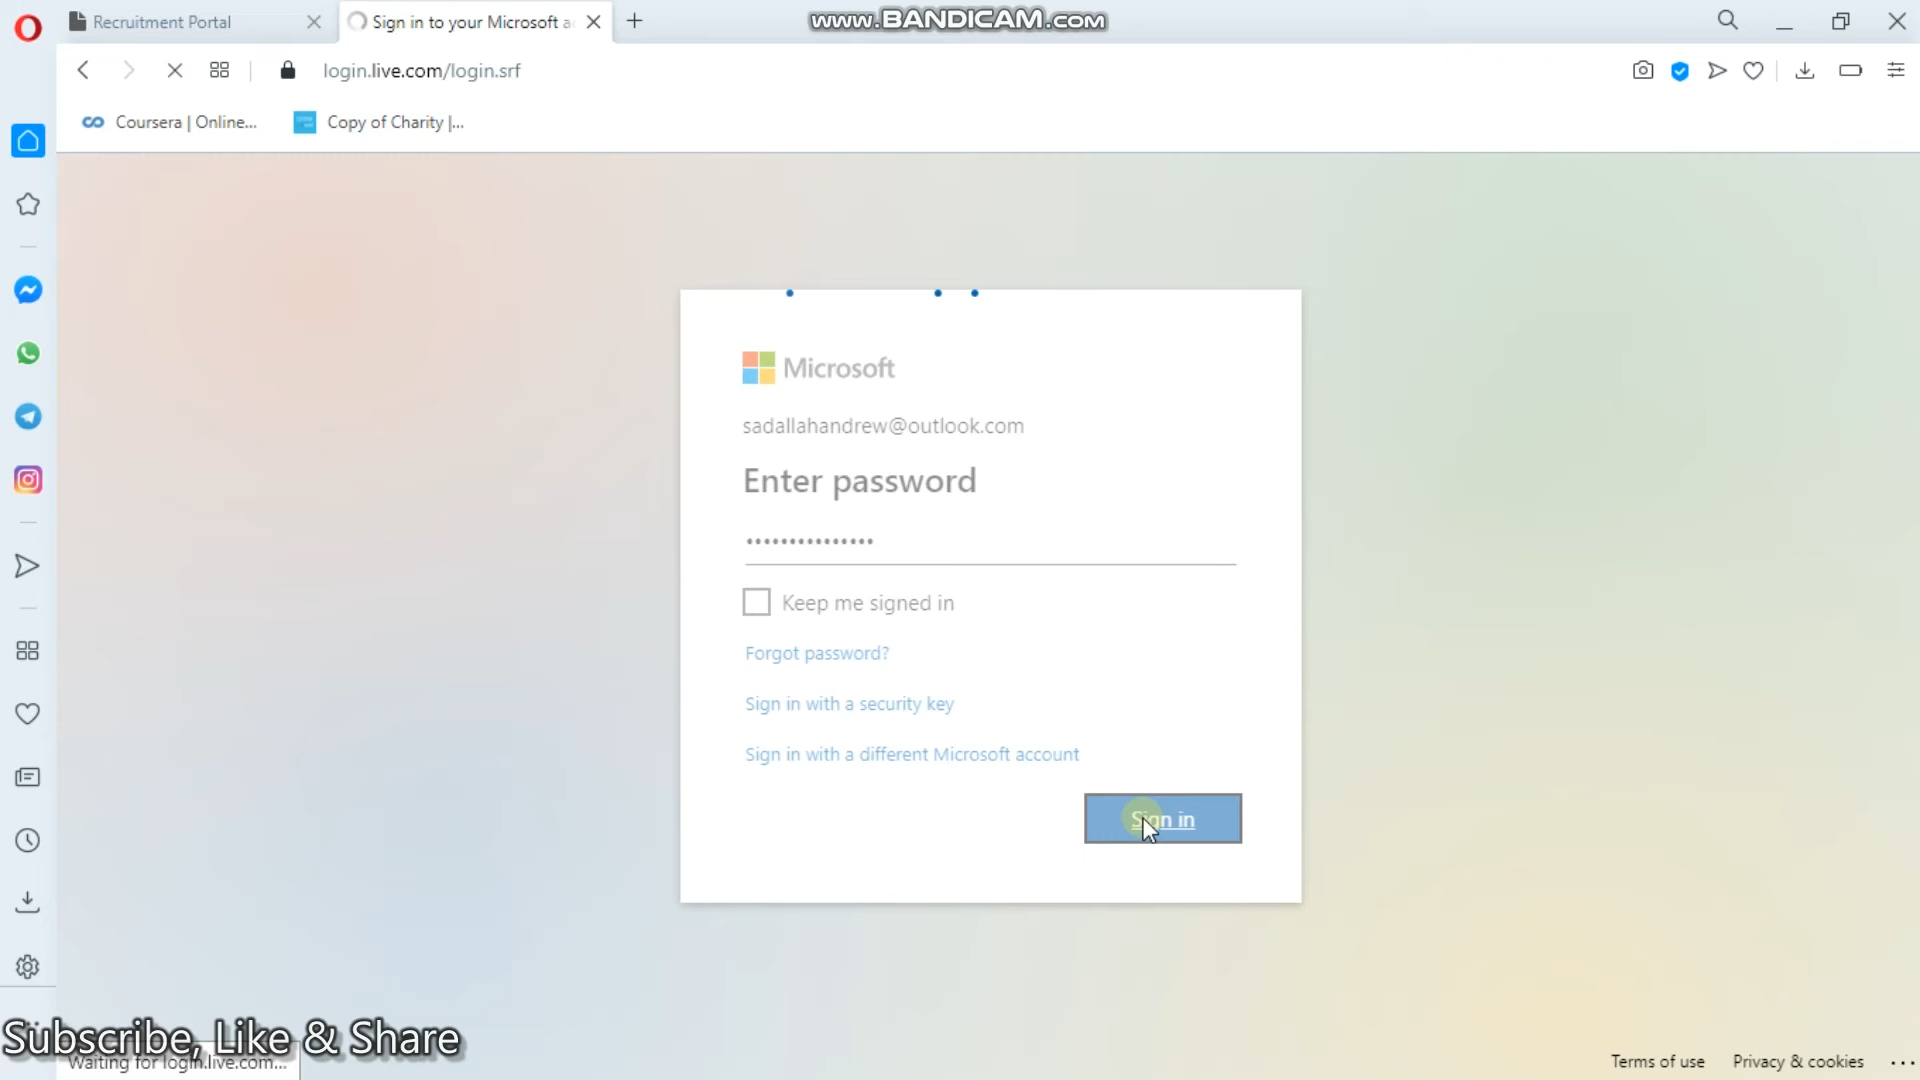 Recruitment Portal
Sign in to your Microsoft a
www.BANDICAM.com
login.live.com/login.srf
Coursera | Online...
Copy of Charity |...
Microsoft
sadallahandrew@outlook.com
Enter password
•••••••••••••••
Keep me signed in
Forgot password?
Sign in with a security key
Sign in with a different Microsoft account
Sign in
Subscribe, Like & Share
Waiting for login.live.com...
Terms of use
Privacy & cookies